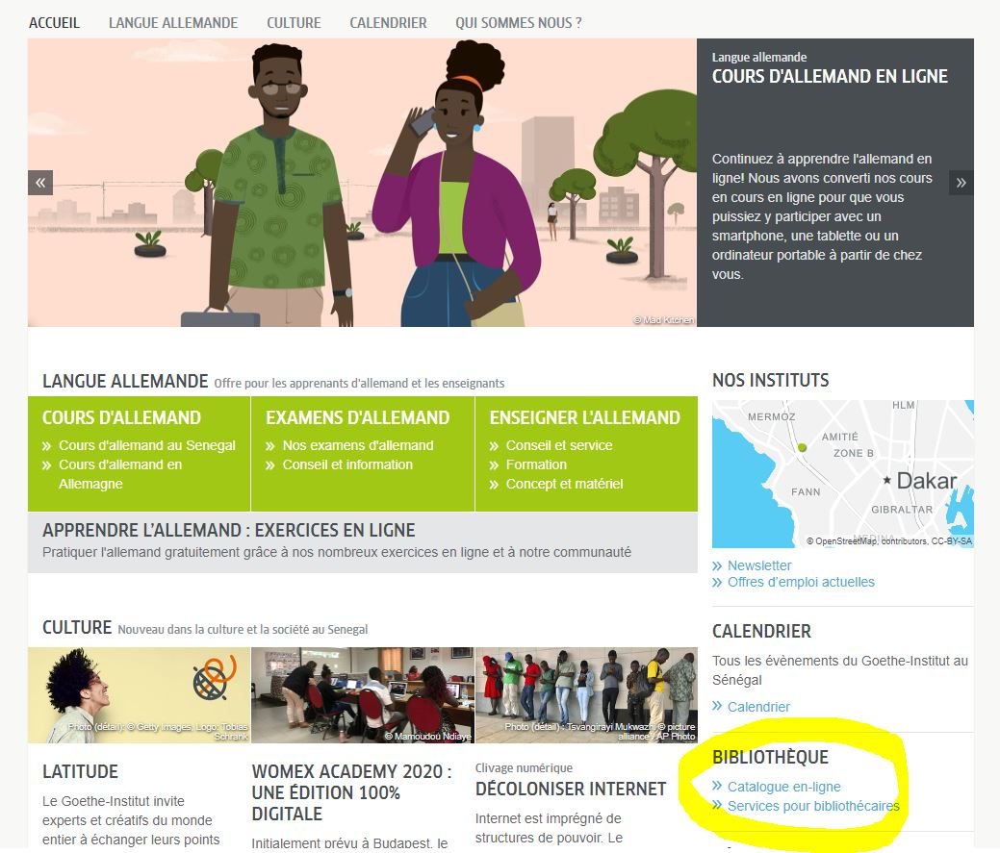 ACCUEIL LANGUE ALLEMANDE CULTURE CALENDRIER QUI SOMMES NOUS ?
«
© Mad Kitchen
Langue allemande
COURS D'ALLEMAND EN LIGNE
Continuez à apprendre l'allemand en
ligne! Nous avons converti nos cours
en cours en ligne pour que vous
puissiez y participer avec un
smartphone, une tablette ou un
ordinateur portable à partir de chez
vous.
»
LANGUE ALLEMANDE Offre pour les apprenants d'allemand et les enseignants
COURS D'ALLEMAND
» Cours d'allemand au Senegal
» Cours d'allemand en
Allemagne
EXAMENS D'ALLEMAND
» Nos examens d'allemand
» Conseil et information
ENSEIGNER L'ALLEMAND
» Conseil et service
» Formation
» Concept et matériel
APPRENDRE L’ALLEMAND : EXERCICES EN LIGNE
Pratiquer l'allemand gratuitement grâce à nos nombreux exercices en ligne et à notre communauté
CULTURE Nouveau dans la culture et la société au Senegal
Photo (détail): © Getty Images, Logo: Tobias
Schrank
© Mamoudou Ndiaye
Photo (détail) : Tsvangirayi Mukwazhi © picture
alliance / AP Photo
LATITUDE
Le Goethe-Institut invite
experts et créatifs du monde
entier à échanger leurs points
WOMEX ACADEMY 2020 :
UNE ÉDITION 100%
DIGITALE
Initialement prévu à Budapest, le
Clivage numérique
DÉCOLONISER INTERNET
Internet est imprégné de
structures de pouvoir. Le
NOS INSTITUTS
HLM
MERMOZ
AMITIÉ
ZONE B
Dakar
FANN
GIBRALTAR
MEDINA
© OpenStreetMap, contributors, CC-BY-SA
» Newsletter
» Offres d’emploi actuelles
CALENDRIER
Tous les évènements du Goethe-Institut au
Sénégal
» Calendrier
BIBLIOTHÈQUE
» Catalogue en-ligne
» Services pour bibliothécaires